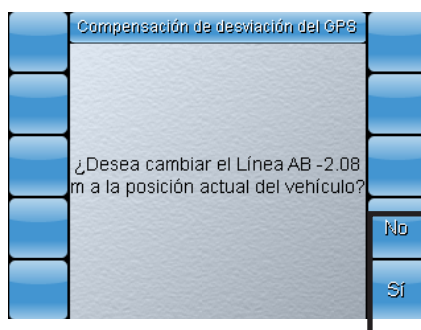 Compensación de desviación del GPS
¿Desea cambiar el Línea AB -2.08
m a la posición actual del vehículo?
No
Sí